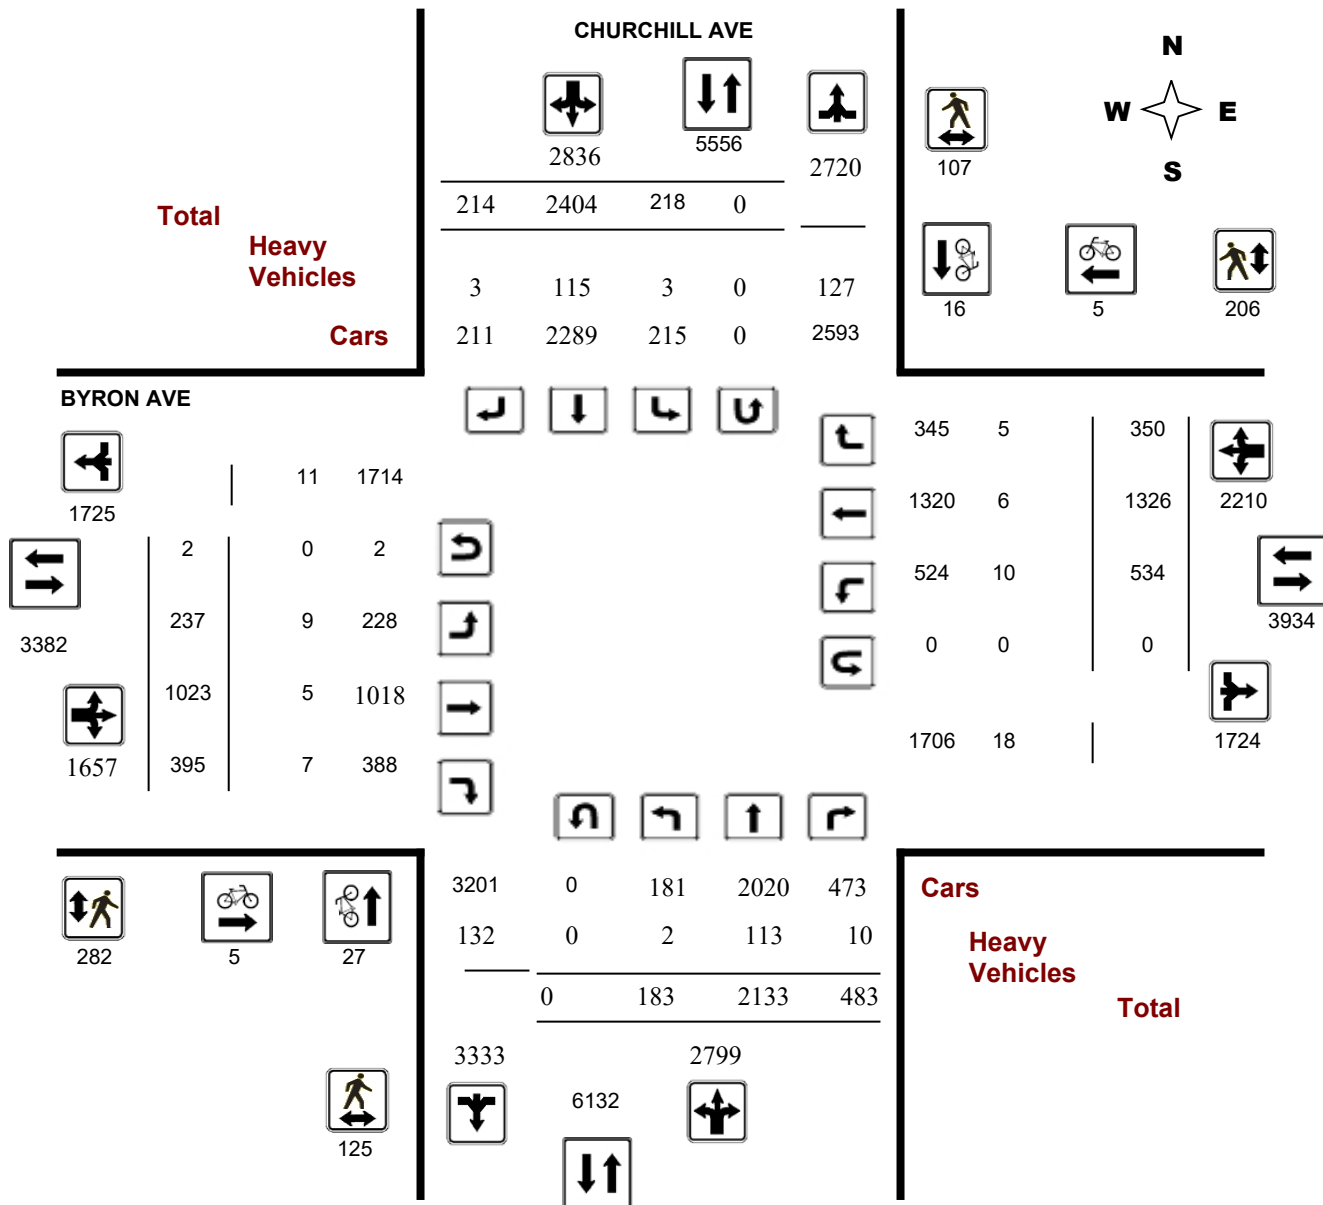 CHURCHILL AVE
N
W E
S
2836 5556 2720 107
Total 214 2404 218 0
Heavy
Vehicles 3 115 3 0 127
16 5 206
Cars 211 2289 215 0 2593
BYRON AVE
345 5 350
11 1714
1725
1320 6 1326 2210
2 0 2
524 10 534
3934
237 9 228
3382
0 0 0
1023 5 1018
1706 18 1724
1657 395 7 388
3201 0 181 2020 473 Cars
132 0 2 113 10 Heavy
Vehicles
282 5 27
0 183 2133 483 Total
3333 2799
6132
125